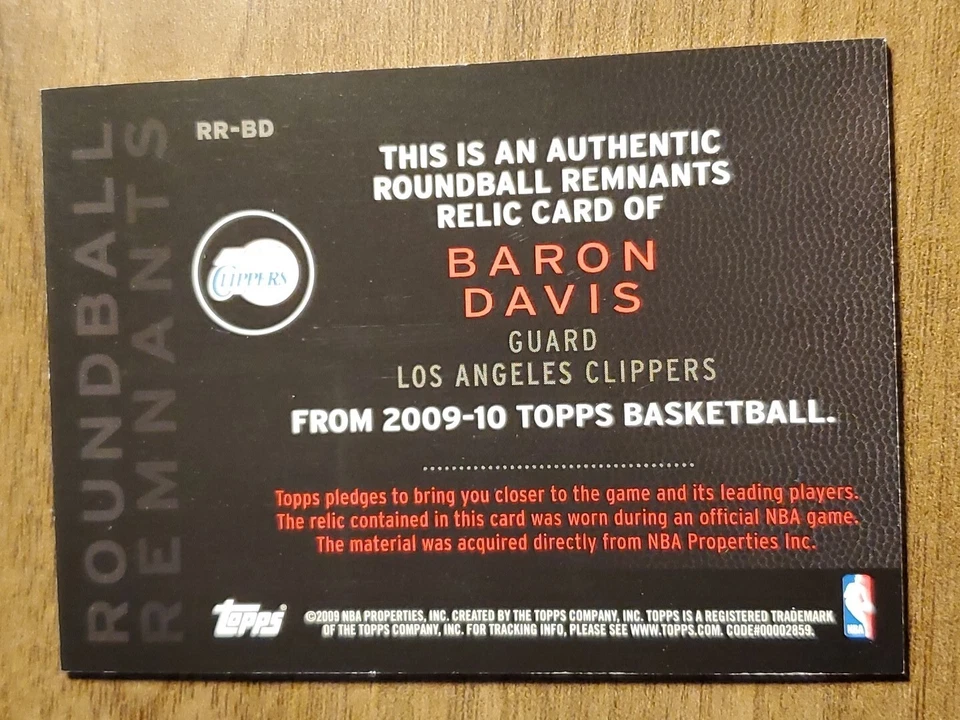 ROUNDBALL
REMNANTS
RR-BD
CLIPPERS
THIS IS AN AUTHENTIC
ROUNDBALL REMNANTS
RELIC CARD OF
BARON
DAVIS
GUARD
LOS ANGELES CLIPPERS
FROM 2009-10 TOPPS BASKETBALL.
Topps pledges to bring you closer to the game and its leading players.
The relic contained in this card was worn during an official NBA game.
The material was acquired directly from NBA Properties Inc.
topps
©2009 NBA PROPERTIES, INC. CREATED BY THE TOPPS COMPANY, INC. TOPPS IS A REGISTERED TRADEMARK
OF THE TOPPS COMPANY, INC. FOR TRACKING INFO, PLEASE SEE WWW.TOPPS.COM. CODE#00002859.
NBA